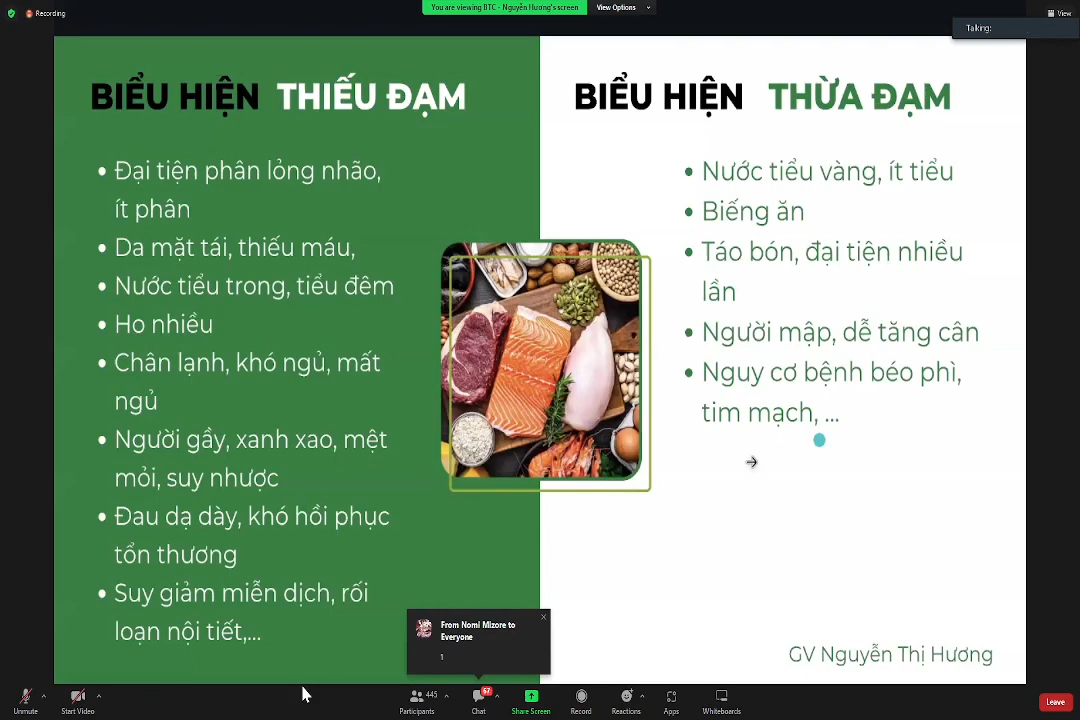 Recording
You are viewing BTC - Nguyễn Hương's screen
View Options
View
Talking:
BIỂU HIỆN THIẾU ĐẠM
• Đại tiện phân lỏng nhão,
ít phân
• Da mặt tái, thiếu máu,
• Nước tiểu trong, tiểu đêm
• Ho nhiều
• Chân lạnh, khó ngủ, mất
ngủ
• Người gầy, xanh xao, mệt
mỏi, suy nhược
• Đau dạ dày, khó hồi phục
tổn thương
• Suy giảm miễn dịch, rối
loạn nội tiết,...
BIỂU HIỆN THỪA ĐẠM
• Nước tiểu vàng, ít tiểu
• Biếng ăn
• Táo bón, đại tiện nhiều
lần
• Người mập, dễ tăng cân
• Nguy cơ bệnh béo phì,
tim mạch, ...
GV Nguyễn Thị Hương
From Nomi Mizore to
Everyone
1
Unmute
Start Video
445
Participants
67
Chat
Share Screen
Record
Reactions
Apps
Whiteboards
Leave